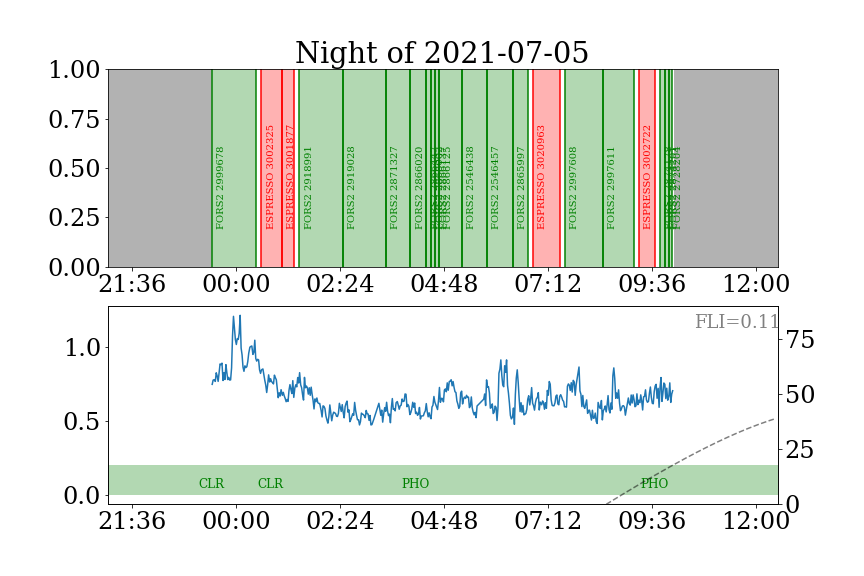 Night of 2021-07-05
1.00
0.75
0.50
0.25
0.00
FORS2 2999678
ESPRESSO 3002325
ESPRESSO 3001877
FORS2 2918991
FORS2 2919028
FORS2 2871327
FORS2 2866020
FORS2 2546438
FORS2 2546457
FORS2 2865997
ESPRESSO 3020963
FORS2 2997608
FORS2 2997611
ESPRESSO 3002722
21:36 00:00 02:24 04:48 07:12 09:36 12:00
FLI=0.11
1.0
0.5
0.0
75
50
25
0
CLR CLR PHO PHO
21:36 00:00 02:24 04:48 07:12 09:36 12:00